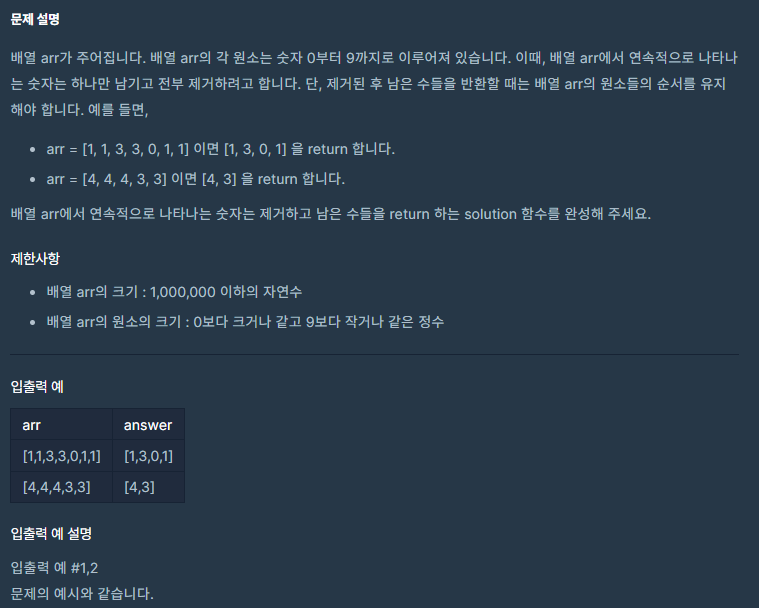 문제 설명
배열 arr가 주어집니다. 배열 arr의 각 원소는 숫자 0부터 9까지로 이루어져 있습니다. 이때, 배열 arr에서 연속적으로 나타나
는 숫자는 하나만 남기고 전부 제거하려고 합니다. 단, 제거된 후 남은 수들을 반환할 때는 배열 arr의 원소들의 순서를 유지
해야 합니다. 예를 들면,
• arr = [1, 1, 3, 3, 0, 1, 1] 이면 [1, 3, 0, 1] 을 return 합니다.
• arr = [4, 4, 4, 3, 3] 이면 [4, 3] 을 return 합니다.
배열 arr에서 연속적으로 나타나는 숫자는 제거하고 남은 수들을 return 하는 solution 함수를 완성해 주세요.
제한사항
• 배열 arr의 크기 : 1,000,000 이하의 자연수
• 배열 arr의 원소의 크기 : 0보다 크거나 같고 9보다 작거나 같은 정수
입출력 예
arr answer
[1,1,3,3,0,1,1] [1,3,0,1]
[4,4,4,3,3] [4,3]
입출력 예 설명
입출력 예 #1,2
문제의 예시와 같습니다.